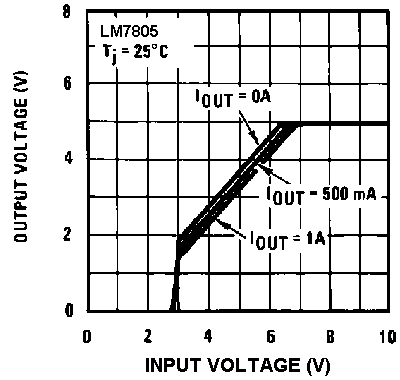 LM7805
Tj = 25°C
8
6
4
2
0
OUTPUT VOLTAGE (V)
IOUT = 0A
IOUT = 500 mA
IOUT = 1A
0 2 4 6 8 10
INPUT VOLTAGE (V)